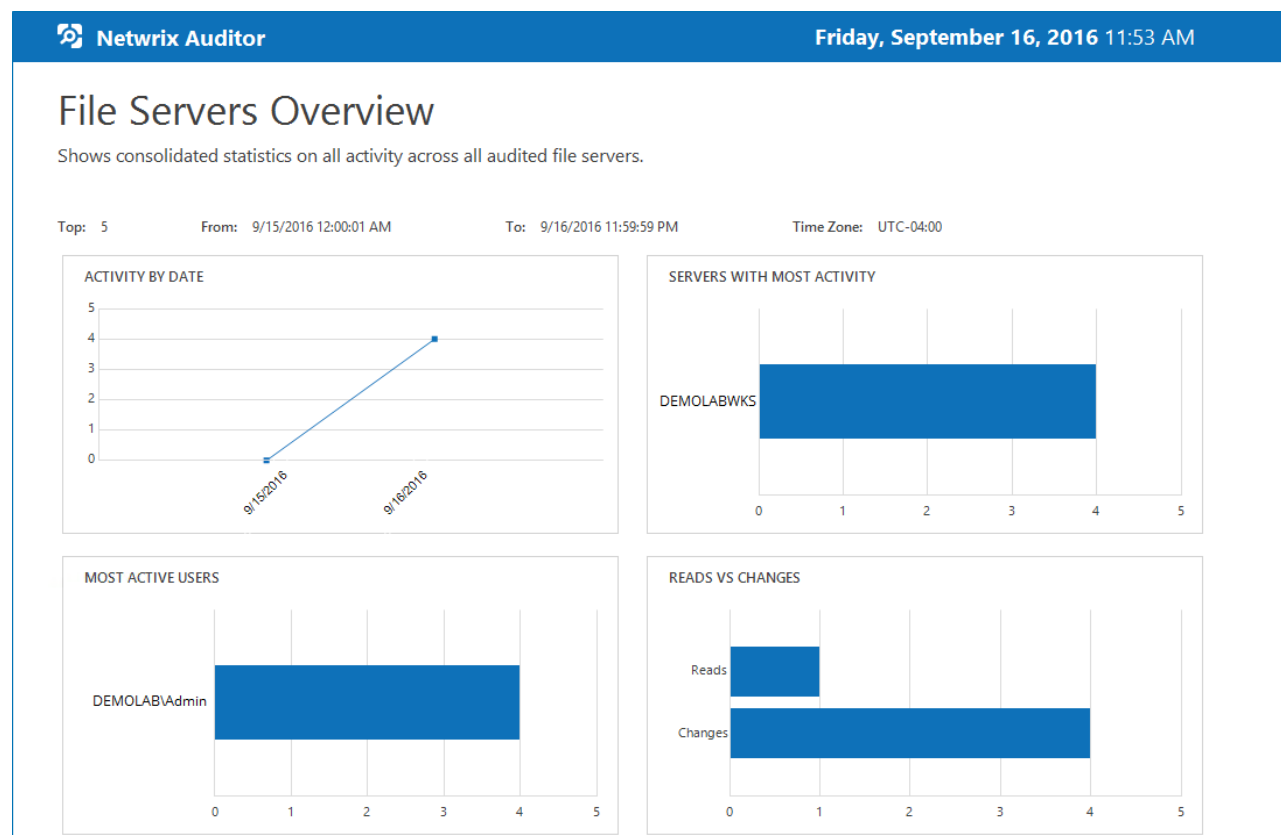 Netwrix Auditor
Friday, September 16, 2016 11:53 AM
File Servers Overview
Shows consolidated statistics on all activity across all audited file servers.
Top: 5 From: 9/15/2016 12:00:01 AM To: 9/16/2016 11:59:59 PM Time Zone: UTC-04:00
ACTIVITY BY DATE
5
4
3
2
1
0
9/15/2016
9/16/2016
SERVERS WITH MOST ACTIVITY
DEMOLABWKS
0 1 2 3 4 5
MOST ACTIVE USERS
DEMOLAB\Admin
0 1 2 3 4 5
READS VS CHANGES
Reads
Changes
0 1 2 3 4 5